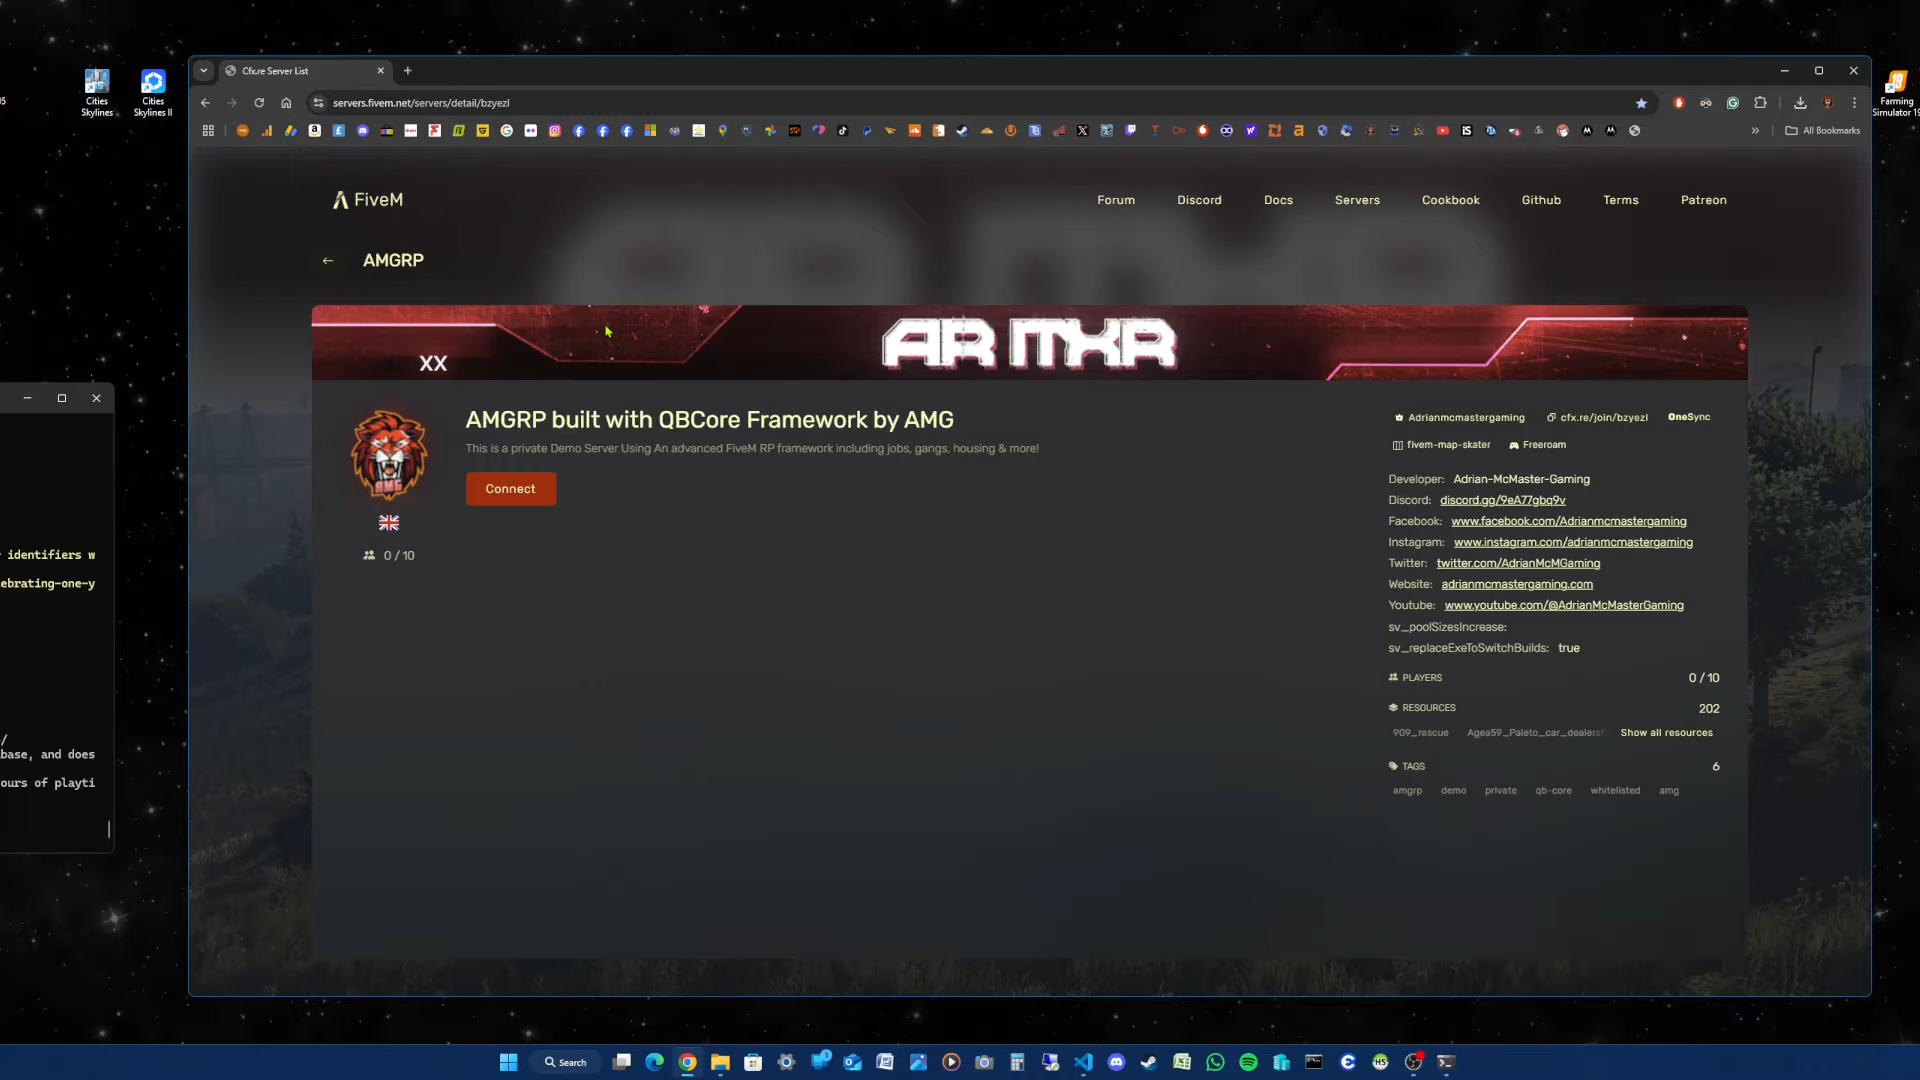 05
Cities
Skylines
Cities
Skylines II
Farming
Simulator 19
Cfx.re Server List
servers.fivem.net/servers/detail/bzyezl
All Bookmarks
FiveM
Forum
Discord
Docs
Servers
Cookbook
Github
Terms
Patreon
AMGRP
XX
AMGRP built with QBCore Framework by AMG
This is a private Demo Server Using An advanced FiveM RP framework including jobs, gangs, housing & more!
Connect
AMG
0 / 10
Adrianmcmastergaming
cfx.re/join/bzyezl
OneSync
fivem-map-skater
Freeroam
Developer: Adrian-McMaster-Gaming
Discord: discord.gg/9eA77gbq9v
Facebook: www.facebook.com/Adrianmcmastergaming
Instagram: www.instagram.com/adrianmcmastergaming
Twitter: twitter.com/AdrianMcMGaming
Website: adrianmcmastergaming.com
Youtube: www.youtube.com/@AdrianMcMasterGaming
sv_poolSizesIncrease:
sv_replaceExeToSwitchBuilds: true
PLAYERS 0 / 10
RESOURCES 202
909_rescue Agea59_Paleto_car_dealersh Show all resources
TAGS 6
amgrp demo private qb-core whitelisted amg
identifiers w
ebrating-one-y
/
base, and does
ours of playti
Search